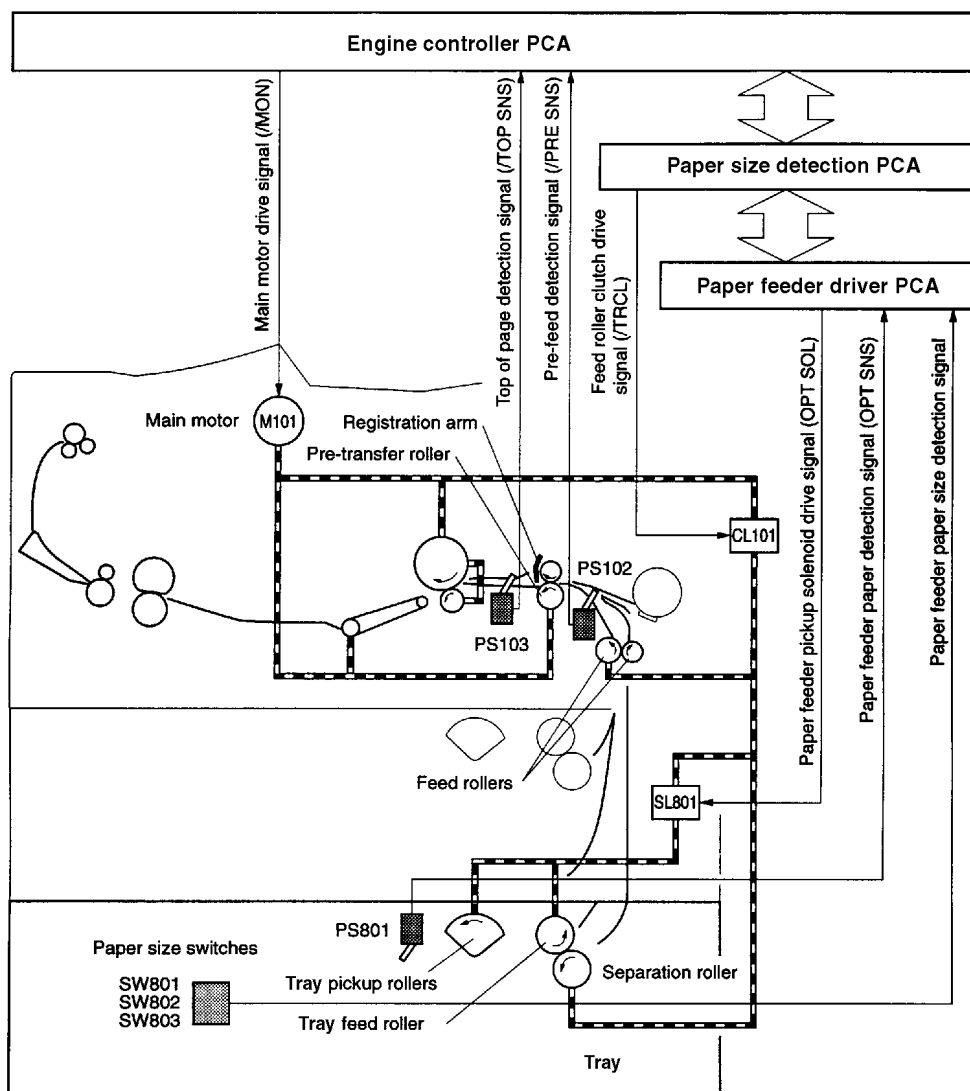 Engine controller PCA
Main motor drive signal (/MON)
Top of page detection signal (/TOP SNS)
Pre-feed detection signal (/PRE SNS)
Paper size detection PCA
Feed roller clutch drive
signal (/TRCL)
Paper feeder driver PCA
Paper feeder pickup solenoid drive signal (OPT SOL)
Paper feeder paper detection signal (OPT SNS)
Paper feeder paper size detection signal
Main motor
M101
Registration arm
Pre-transfer roller
CL101
PS102
PS103
Feed rollers
SL801
PS801
Paper size switches
SW801
SW802
SW803
Tray pickup rollers
Tray feed roller
Separation roller
Tray